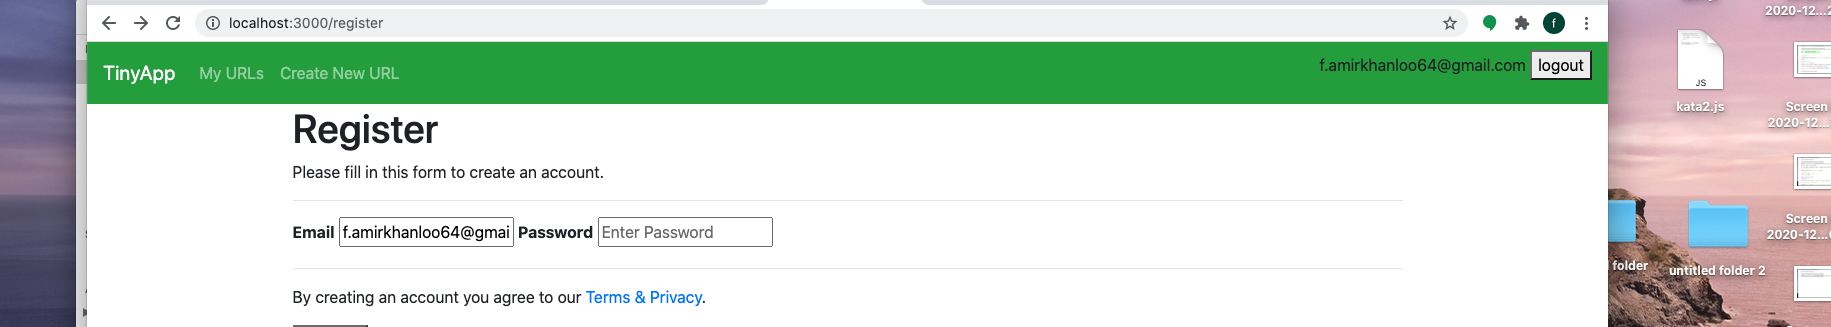 localhost:3000/register
f
TinyApp My URLs Create New URL
f.amirkhanloo64@gmail.com logout
Register
Please fill in this form to create an account.
Email f.amirkhanloo64@gmai Password Enter Password
By creating an account you agree to our Terms & Privacy.
2020-12...2
JS
kata2.js
Screen
2020-12...
Screen
2020-12...
folder
untitled folder 2